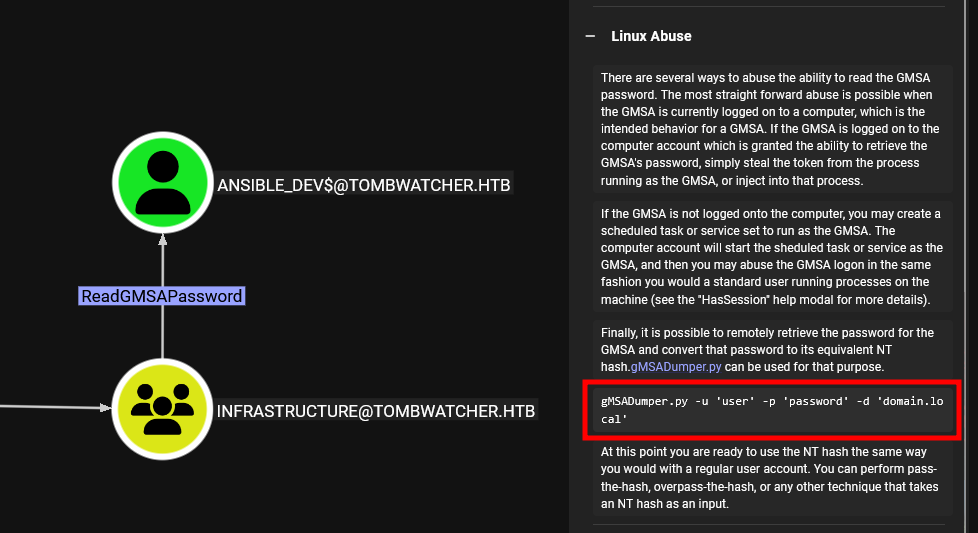 Linux Abuse
There are several ways to abuse the ability to read the GMSA
password. The most straight forward abuse is possible when
the GMSA is currently logged on to a computer, which is the
intended behavior for a GMSA. If the GMSA is logged on to the
computer account which is granted the ability to retrieve the
GMSA's password, simply steal the token from the process
running as the GMSA, or inject into that process.
If the GMSA is not logged onto the computer, you may create a
scheduled task or service set to run as the GMSA. The
computer account will start the sheduled task or service as the
GMSA, and then you may abuse the GMSA logon in the same
fashion you would a standard user running processes on the
machine (see the "HasSession" help modal for more details).
Finally, it is possible to remotely retrieve the password for the
GMSA and convert that password to its equivalent NT
hash.gMSADumper.py can be used for that purpose.
gMSADumper.py -u 'user' -p 'password' -d 'domain.lo
cal'
At this point you are ready to use the NT hash the same way
you would with a regular user account. You can perform pass-
the-hash, overpass-the-hash, or any other technique that takes
an NT hash as an input.
ANSIBLE_DEV$@TOMBWATCHER.HTB
ReadGMSAPassword
INFRASTRUCTURE@TOMBWATCHER.HTB